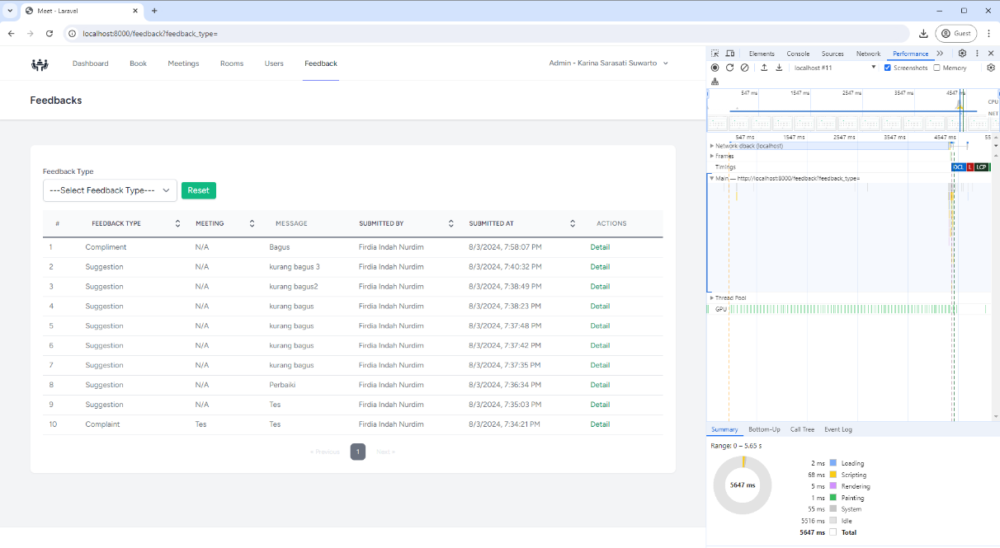 Meet - Laravel
localhost:8000/feedback?feedback_type=
Guest
Dashboard Book Meetings Rooms Users Feedback
Admin - Karina Sarasati Suwarto
Feedbacks
Feedback Type
---Select Feedback Type---
Reset
# FEEDBACK TYPE MEETING MESSAGE SUBMITTED BY SUBMITTED AT ACTIONS
1 Compliment N/A Bagus Firdia Indah Nurdim 8/3/2024, 7:58:07 PM Detail
2 Suggestion N/A kurang bagus 3 Firdia Indah Nurdim 8/3/2024, 7:40:32 PM Detail
3 Suggestion N/A kurang bagus2 Firdia Indah Nurdim 8/3/2024, 7:38:49 PM Detail
4 Suggestion N/A kurang bagus Firdia Indah Nurdim 8/3/2024, 7:38:23 PM Detail
5 Suggestion N/A kurang bagus Firdia Indah Nurdim 8/3/2024, 7:37:48 PM Detail
6 Suggestion N/A kurang bagus Firdia Indah Nurdim 8/3/2024, 7:37:42 PM Detail
7 Suggestion N/A kurang bagus Firdia Indah Nurdim 8/3/2024, 7:37:35 PM Detail
8 Suggestion N/A Perbaiki Firdia Indah Nurdim 8/3/2024, 7:36:34 PM Detail
9 Suggestion N/A Tes Firdia Indah Nurdim 8/3/2024, 7:35:03 PM Detail
10 Complaint Tes Tes Firdia Indah Nurdim 8/3/2024, 7:34:21 PM Detail
« Previous 1 Next »
Elements Console Sources Network Performance
localhost #11 Screenshots Memory
547 ms 1547 ms 2547 ms 3547 ms 4547 ms
CPU
NET
547 ms 1547 ms 2547 ms 3547 ms 4547 ms 55
Network dback (localhost)
Frames
Timings DCL L LCP
Main — http://localhost:8000/feedback?feedback_type=
Thread Pool
GPU
Summary Bottom-Up Call Tree Event Log
Range: 0 – 5.65 s
5647 ms
2 ms Loading
68 ms Scripting
5 ms Rendering
1 ms Painting
55 ms System
5516 ms Idle
5647 ms Total